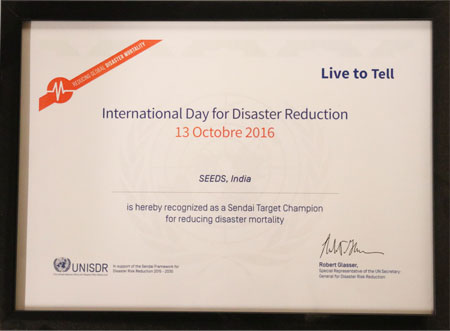 REDUCING GLOBAL DISASTER MORTALITY
Live to Tell
International Day for Disaster Reduction
13 Octobre 2016
SEEDS, India
is hereby recognized as a Sendai Target Champion
for reducing disaster mortality
UNISDR
In support of the Sendai Framework for
Disaster Risk Reduction 2015 - 2030
Robert Glasser,
Special Representative of the UN Secretary
General for Disaster Risk Reduction